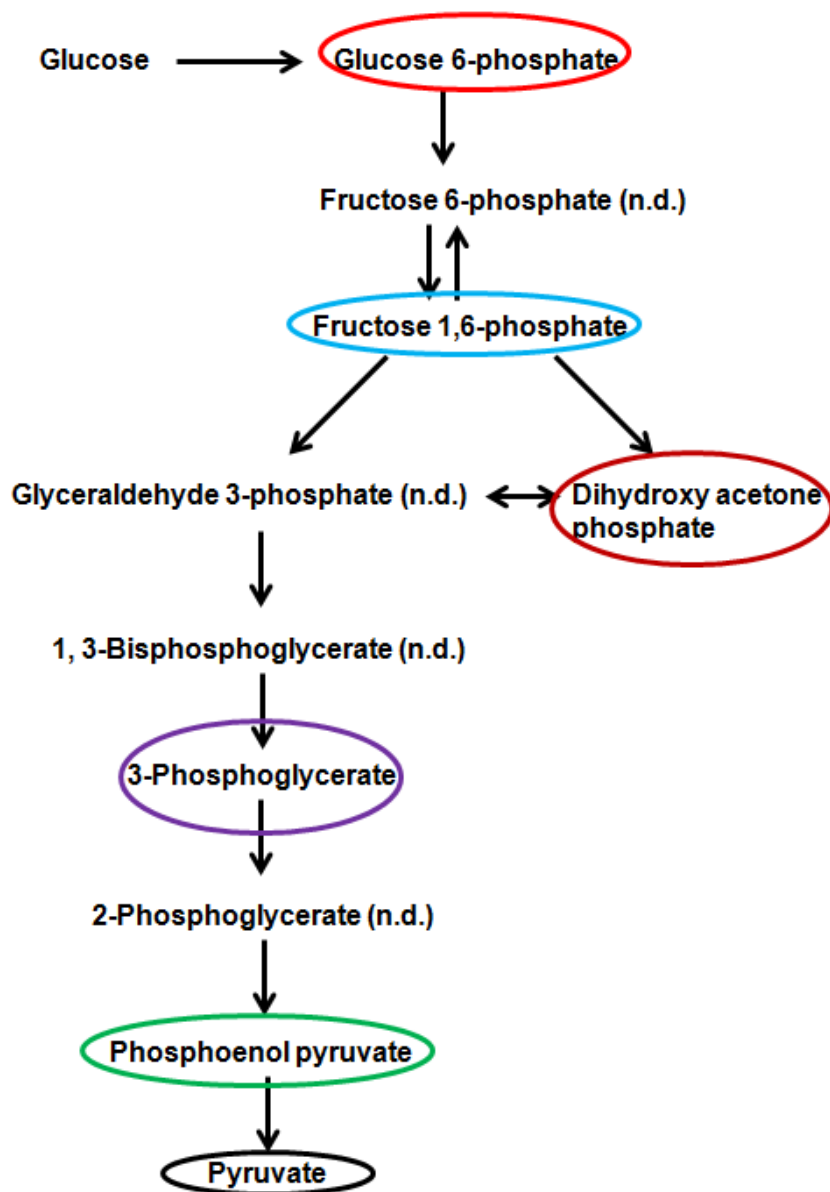 Glucose
Glucose 6-phosphate
Fructose 6-phosphate (n.d.)
Fructose 1,6-phosphate
Glyceraldehyde 3-phosphate (n.d.)
Dihydroxy acetone
phosphate
1, 3-Bisphosphoglycerate (n.d.)
3-Phosphoglycerate
2-Phosphoglycerate (n.d.)
Phosphoenol pyruvate
Pyruvate